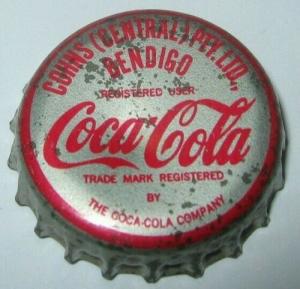 COHNS (CENTRAL) PTY. LTD.,
BENDIGO
REGISTERED USER
Coca-Cola
TRADE MARK REGISTERED
BY
THE COCA-COLA COMPANY